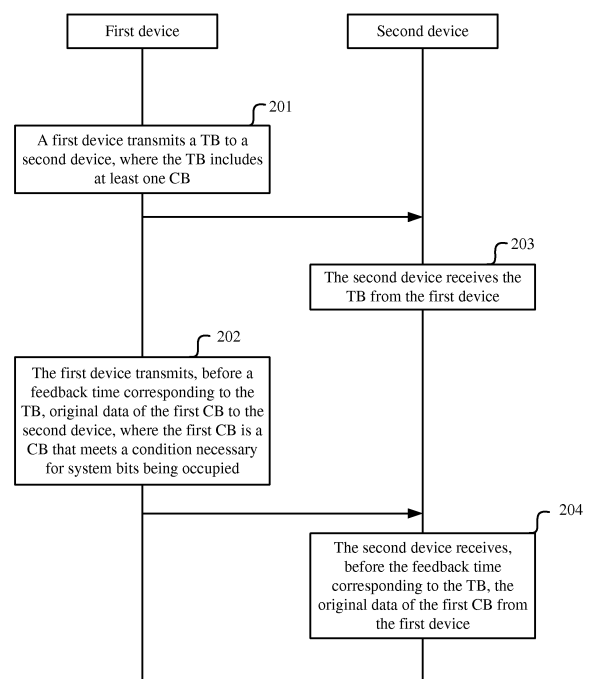 First device
Second device
201
A first device transmits a TB to a
second device, where the TB includes
at least one CB
203
The second device receives the
TB from the first device
202
The first device transmits, before a
feedback time corresponding to the
TB, original data of the first CB to the
second device, where the first CB is a
CB that meets a condition necessary
for system bits being occupied
204
The second device receives,
before the feedback time
corresponding to the TB, the
original data of the first CB from
the first device